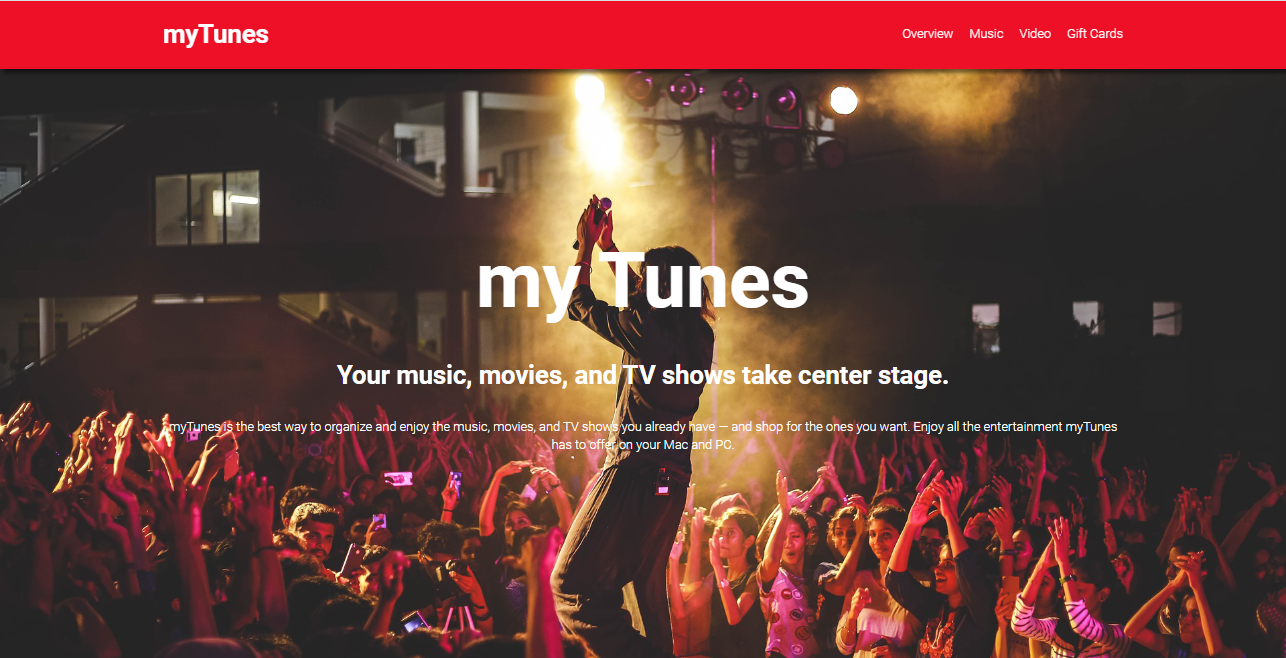 myTunes
Overview Music Video Gift Cards
my Tunes
Your music, movies, and TV shows take center stage.
myTunes is the best way to organize and enjoy the music, movies, and TV shows you already have — and shop for the ones you want. Enjoy all the entertainment myTunes
has to offer on your Mac and PC.